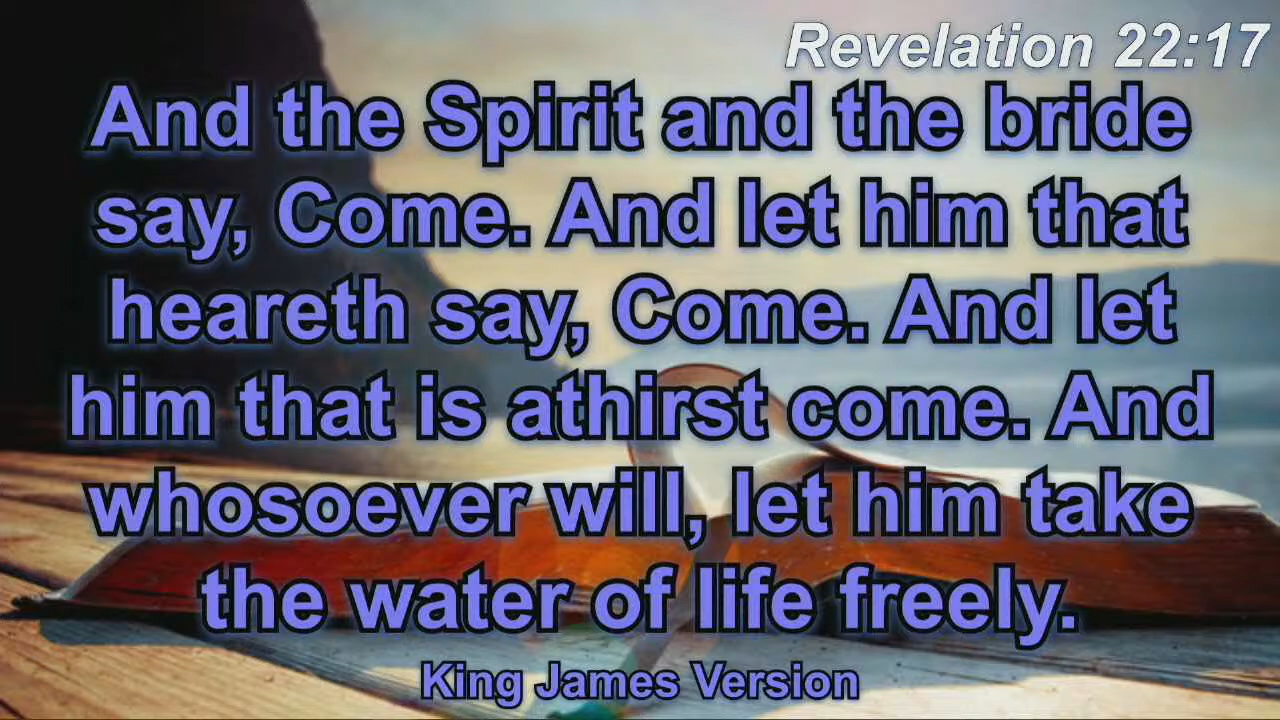 Revelation 22:17
And the Spirit and the bride
say, Come. And let him that
heareth say, Come. And let
him that is athirst come. And
whosoever will, let him take
the water of life freely.
King James Version